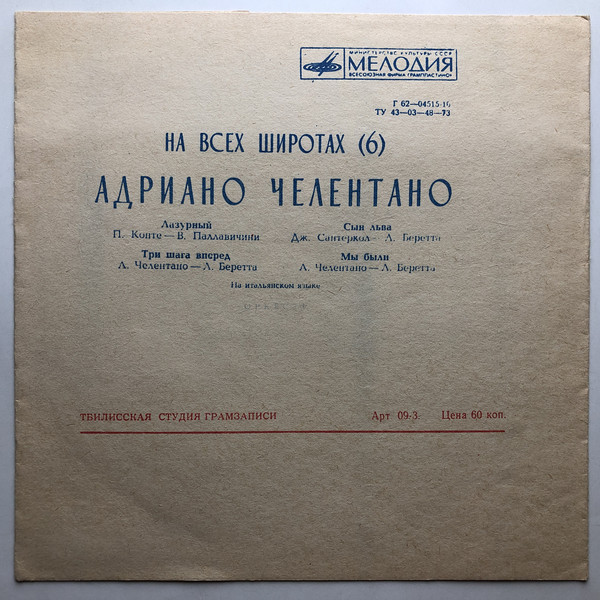 МИНИСТЕРСТВО КУЛЬТУРЫ СССР
МЕЛОДИЯ
ВСЕСОЮЗНАЯ ФИРМА ГРАМПЛАСТИНОК
Г 62—04515-16
ТУ 43—03—48—73
НА ВСЕХ ШИРОТАХ (6)
АДРИАНО ЧЕЛЕНТАНО
Лазурный
П. Конте — В. Паллавичини
Три шага вперед
А. Челентано — Л. Беретта
Сын льва
Дж. Сантеркол — Л. Беретта
Мы были
А. Челентано — Л. Беретта
На итальянском языке
ТБИЛИССКАЯ СТУДИЯ ГРАМЗАПИСИ Арт 09-3. Цена 60 коп.